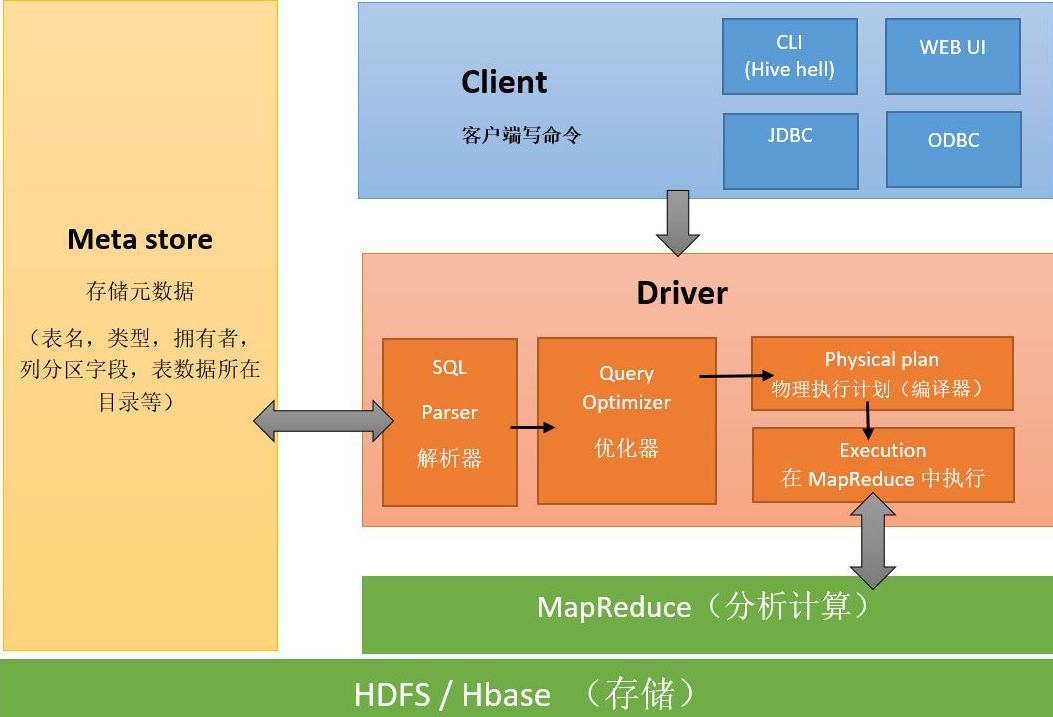 Meta store
存储元数据
（表名，类型，拥有者，
列分区字段，表数据所在
目录等）
Client
客户端写命令
CLI
(Hive hell)
WEB UI
JDBC
ODBC
Driver
SQL
Parser
解析器
Query
Optimizer
优化器
Physical plan
物理执行计划（编译器）
Execution
在 MapReduce 中执行
MapReduce（分析计算）
HDFS / Hbase （存储）